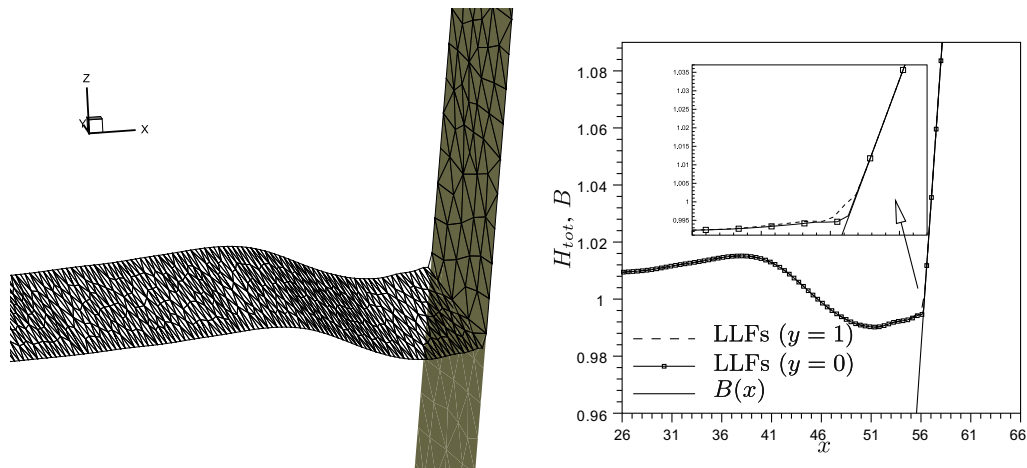 Z
Y
X
H_{tot}, B
1.08
1.06
1.04
1.02
1
0.98
0.96
1.035
1.03
1.025
1.02
1.015
1.01
1.005
1
0.995
LLFs (y = 1)
LLFs (y = 0)
B(x)
26 31 36 41 46 51 56 61 66
x